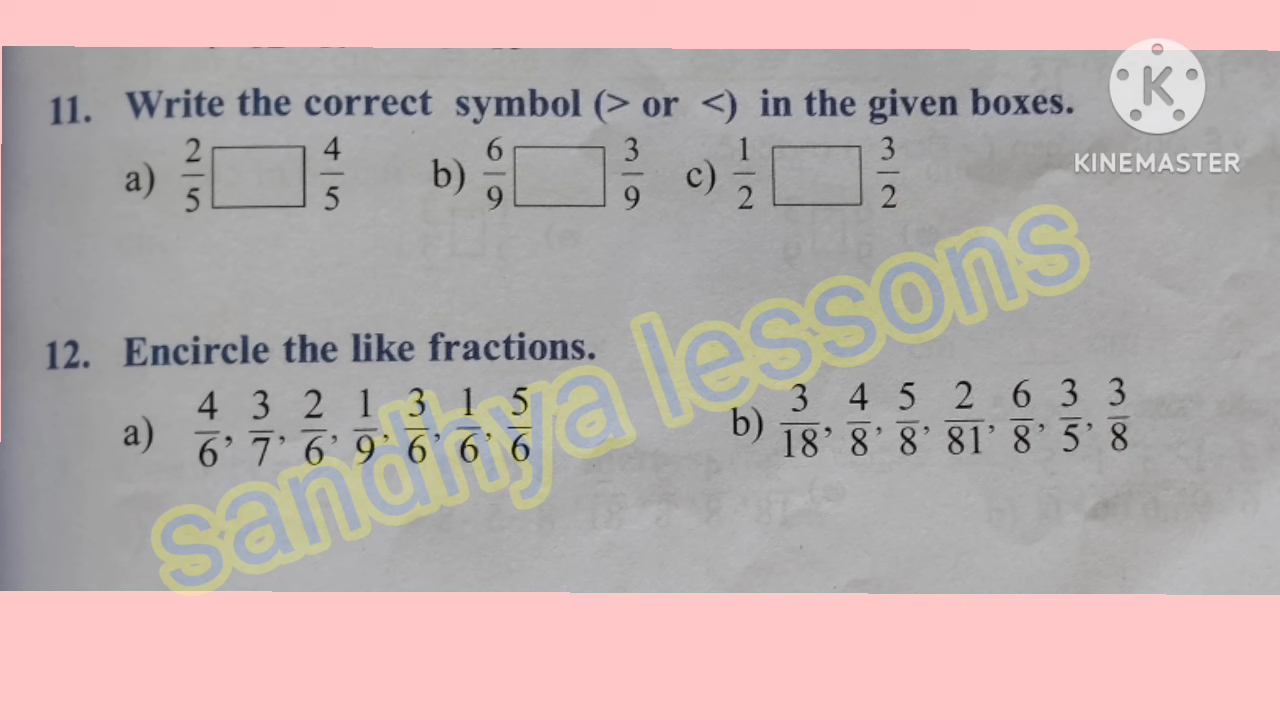 K
KINEMASTER
11. Write the correct symbol (> or <) in the given boxes.
a) 2/5 □ 4/5 b) 6/9 □ 3/9 c) 1/2 □ 3/2
12. Encircle the like fractions.
a) 4/6, 3/7, 2/6, 1/9, 3/6, 1/6, 5/6 b) 3/18, 4/8, 5/8, 2/81, 6/8, 3/5, 3/8
sandhya lessons